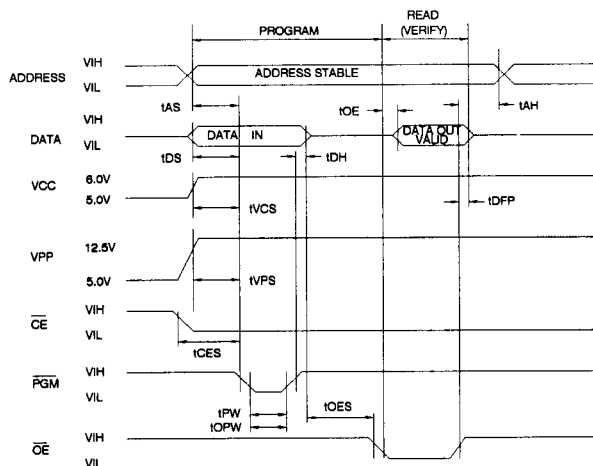 READ
PROGRAM (VERIFY)
ADDRESS VIH VIL ADDRESS STABLE
tAS tOE tAH
DATA VIH VIL DATA IN DATA OUT VALID
tDS tDH tDFP
VCC 6.0V 5.0V
tVCS
VPP 12.5V 5.0V
tVPS
CE VIH VIL
tCES
PGM VIH VIL
tPW tOES
tOPW
OE VIH VIL